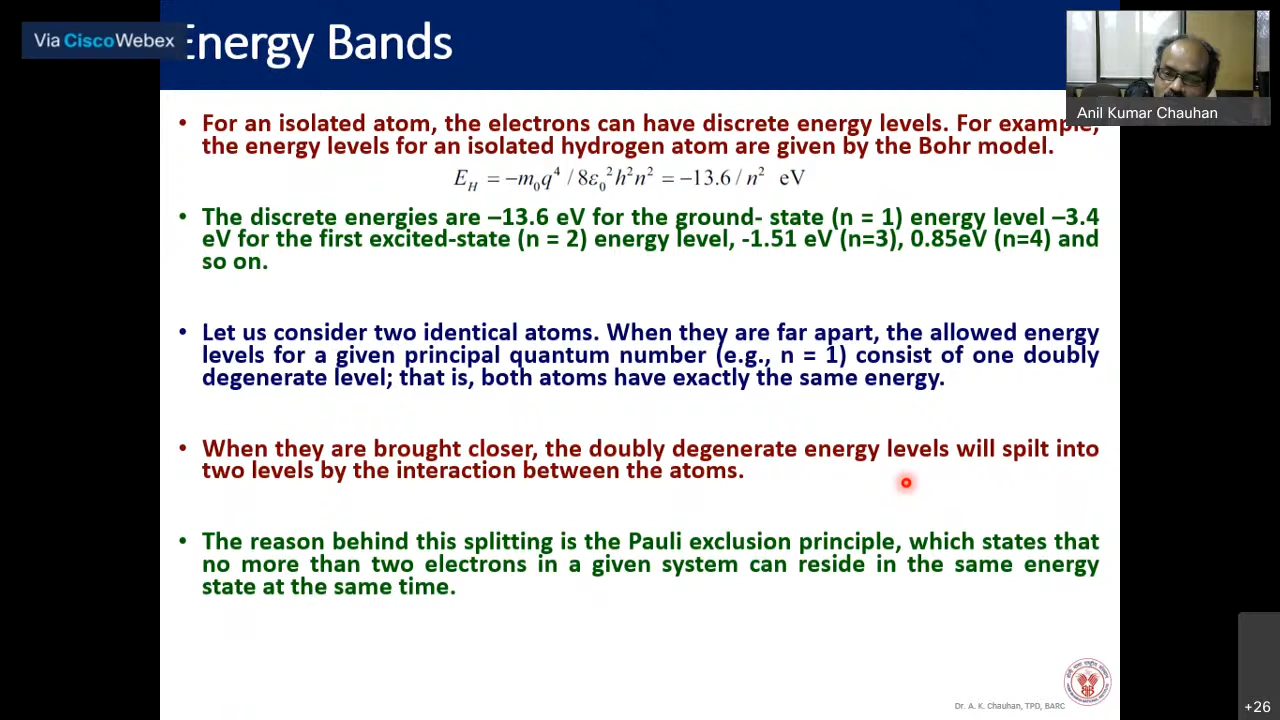 Via Cisco Webex
Energy Bands
Anil Kumar Chauhan
• For an isolated atom, the electrons can have discrete energy levels. For example,
the energy levels for an isolated hydrogen atom are given by the Bohr model.
E_H = −m₀q⁴ / 8ε₀²h²n² = −13.6 / n² eV
• The discrete energies are –13.6 eV for the ground- state (n = 1) energy level –3.4
eV for the first excited-state (n = 2) energy level, -1.51 eV (n=3), 0.85eV (n=4) and
so on.
• Let us consider two identical atoms. When they are far apart, the allowed energy
levels for a given principal quantum number (e.g., n = 1) consist of one doubly
degenerate level; that is, both atoms have exactly the same energy.
• When they are brought closer, the doubly degenerate energy levels will spilt into
two levels by the interaction between the atoms.
• The reason behind this splitting is the Pauli exclusion principle, which states that
no more than two electrons in a given system can reside in the same energy
state at the same time.
Dr. A. K. Chauhan, TPD, BARC
+26